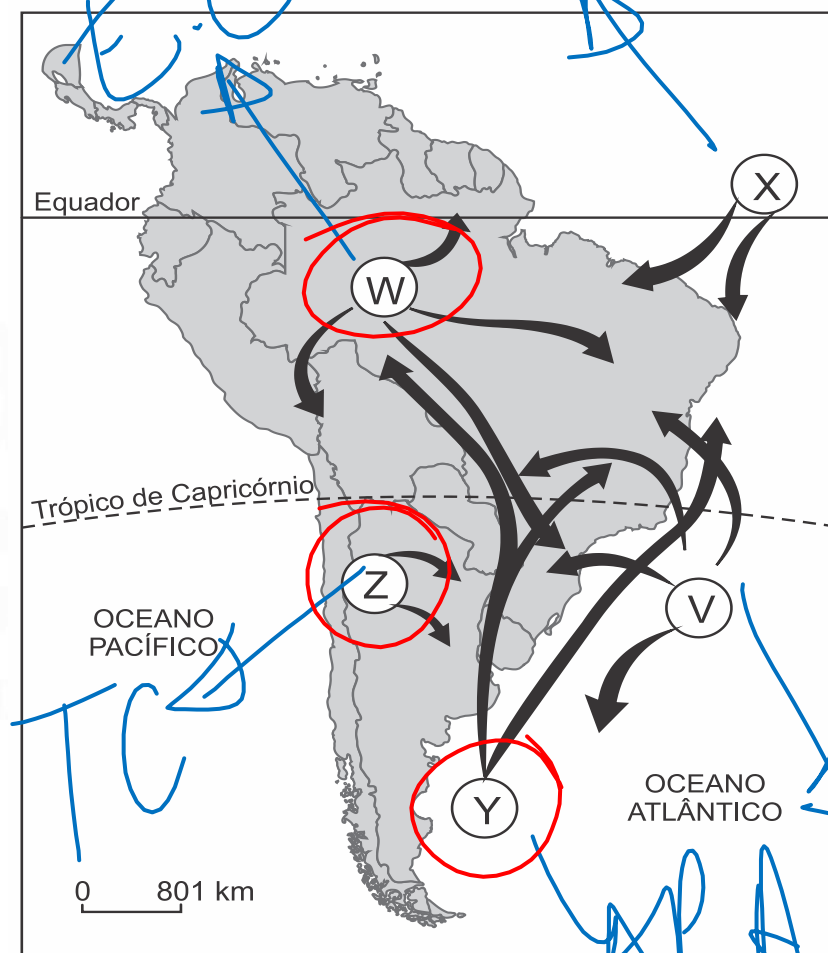 E.C
X
Equador
W
Trópico de Capricórnio
Z
OCEANO
PACÍFICO
V
TC
Y
OCEANO
ATLÂNTICO
0 801 km